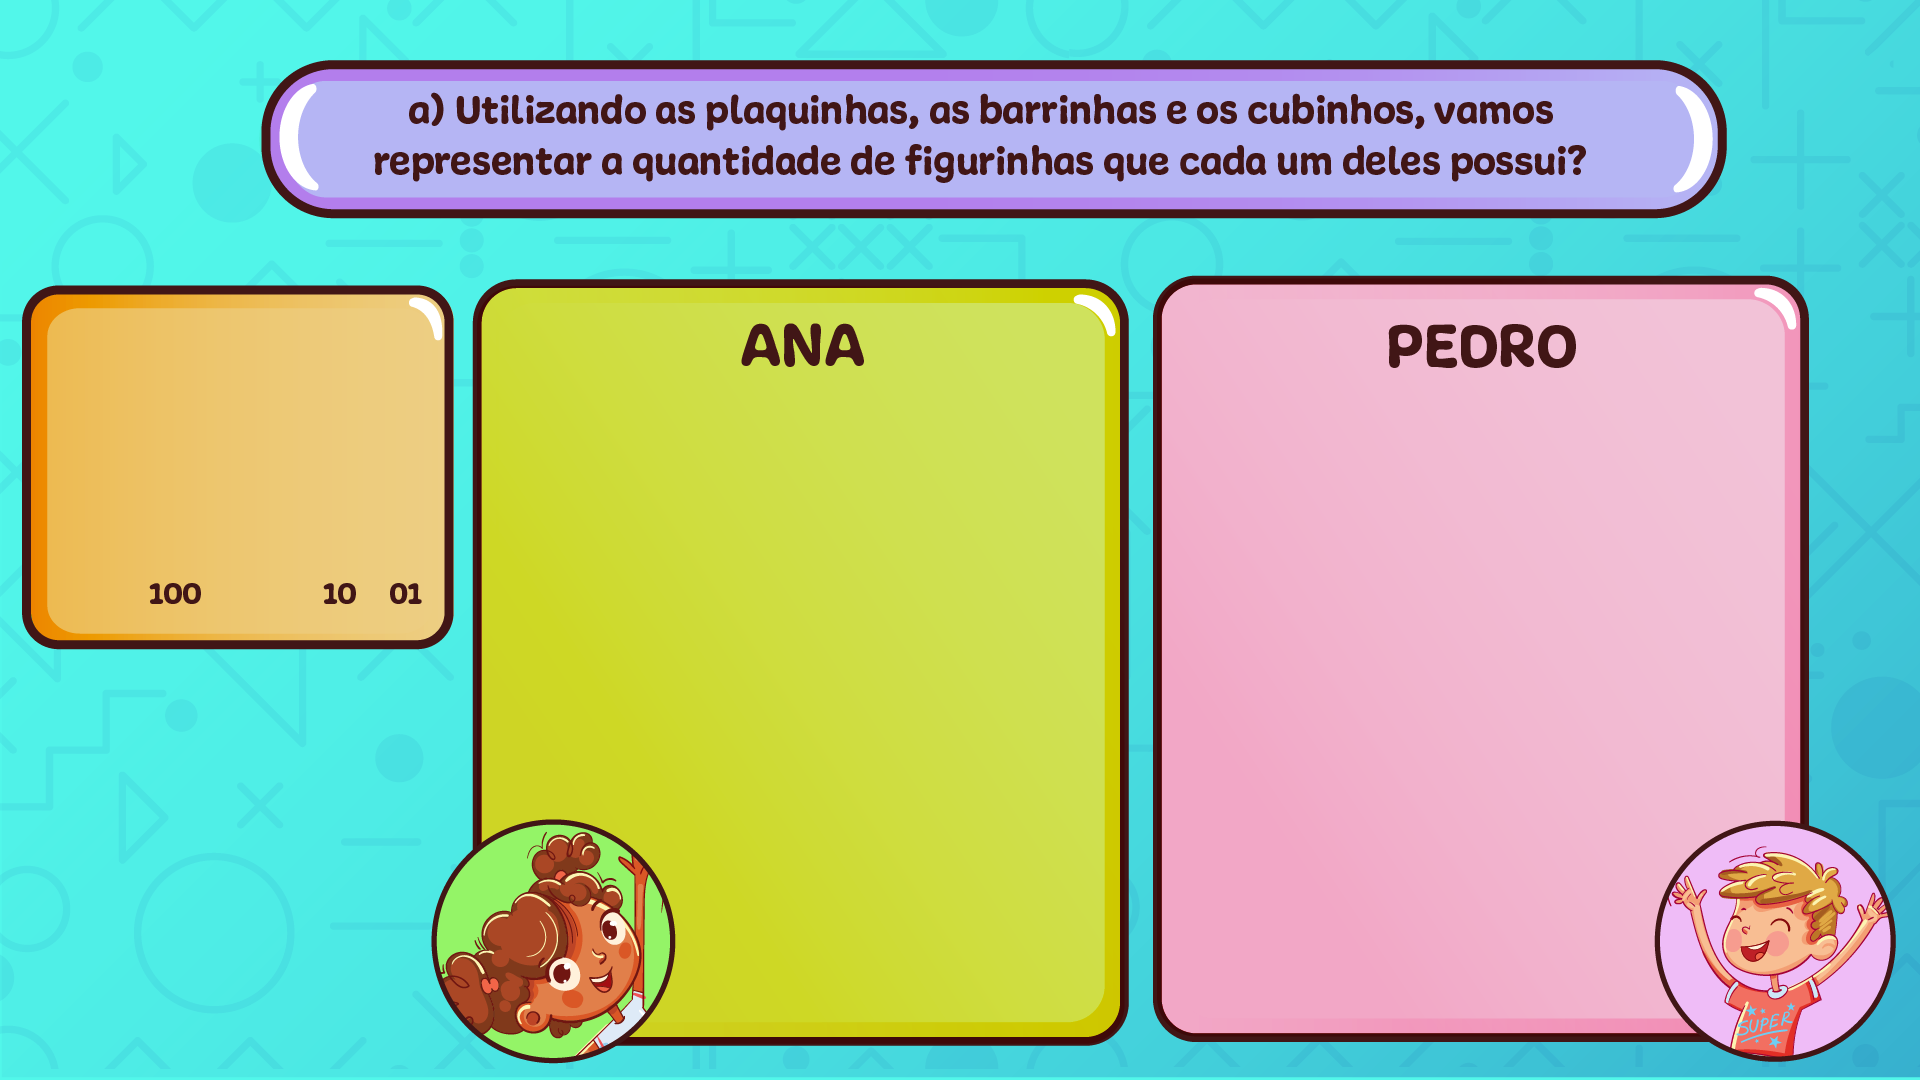 a) Utilizando as plaquinhas, as barrinhas e os cubinhos, vamos
representar a quantidade de figurinhas que cada um deles possui?
100 10 01
ANA
PEDRO
SUPER